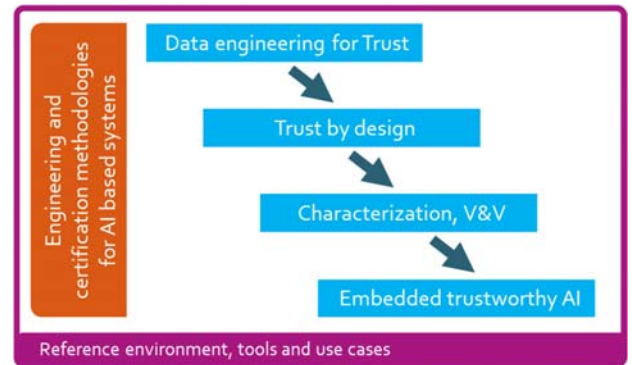 Engineering and
certification methodologies
for AI based systems
Data engineering for Trust
Trust by design
Characterization, V&V
Embedded trustworthy AI
Reference environment, tools and use cases